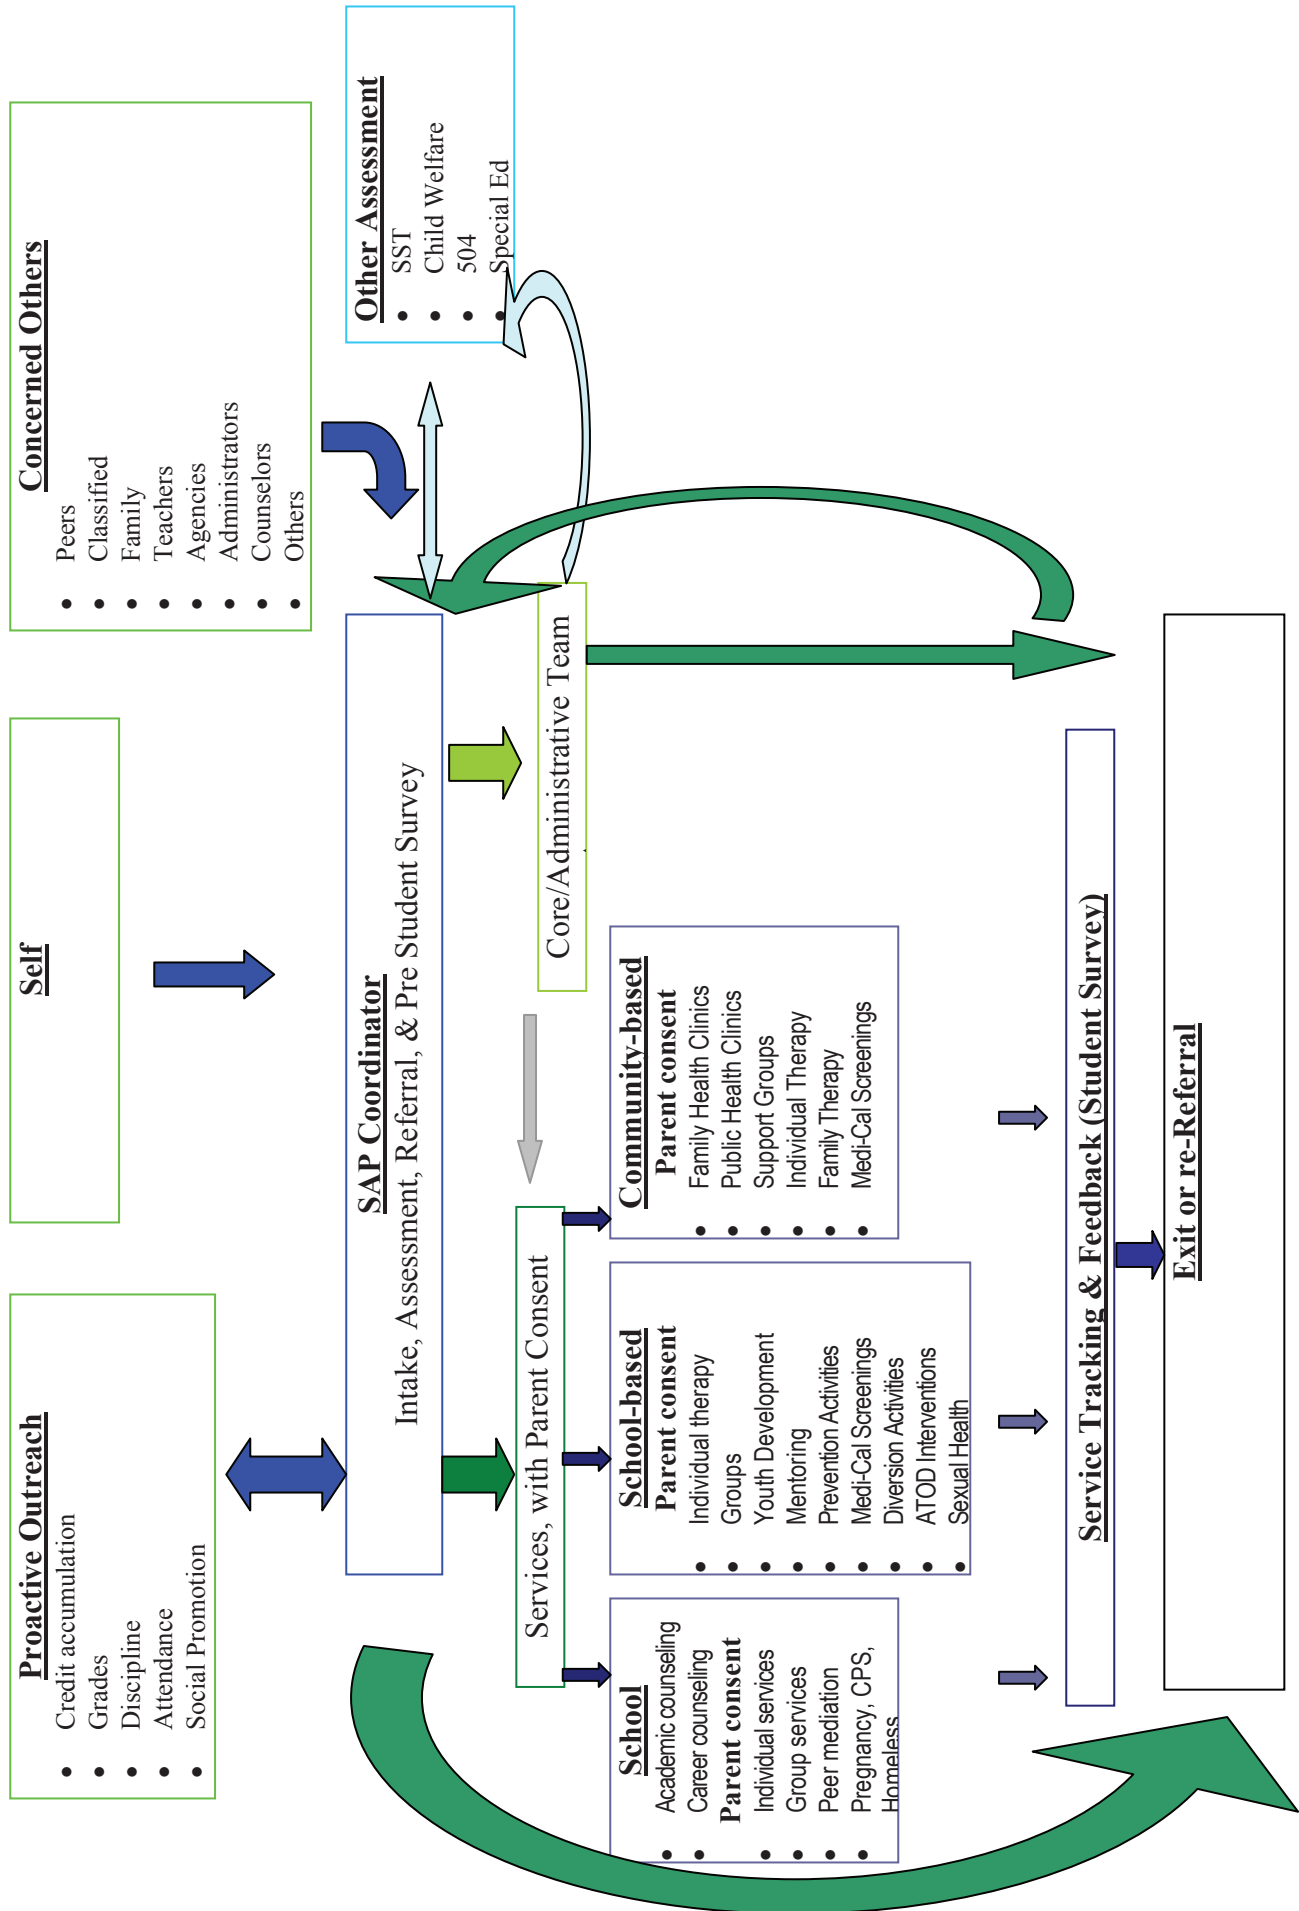 Proactive Outreach
• Credit accumulation
• Grades
• Discipline
• Attendance
• Social Promotion
Self
Concerned Others
• Peers
• Classified
• Family
• Teachers
• Agencies
• Administrators
• Counselors
• Others
SAP Coordinator
Intake, Assessment, Referral, & Pre Student Survey
Other Assessment
• SST
• Child Welfare
• 504
• Special Ed
Services, with Parent Consent
Core/Administrative Team
School
• Academic counseling
• Career counseling
Parent consent
• Individual services
• Group services
• Peer mediation
• Pregnancy, CPS,
Homeless
School-based
Parent consent
• Individual therapy
• Groups
• Youth Development
• Mentoring
• Prevention Activities
• Medi-Cal Screenings
• Diversion Activities
• ATOD Interventions
• Sexual Health
Community-based
Parent consent
• Family Health Clinics
• Public Health Clinics
• Support Groups
• Individual Therapy
• Family Therapy
• Medi-Cal Screenings
Service Tracking & Feedback (Student Survey)
Exit or re-Referral